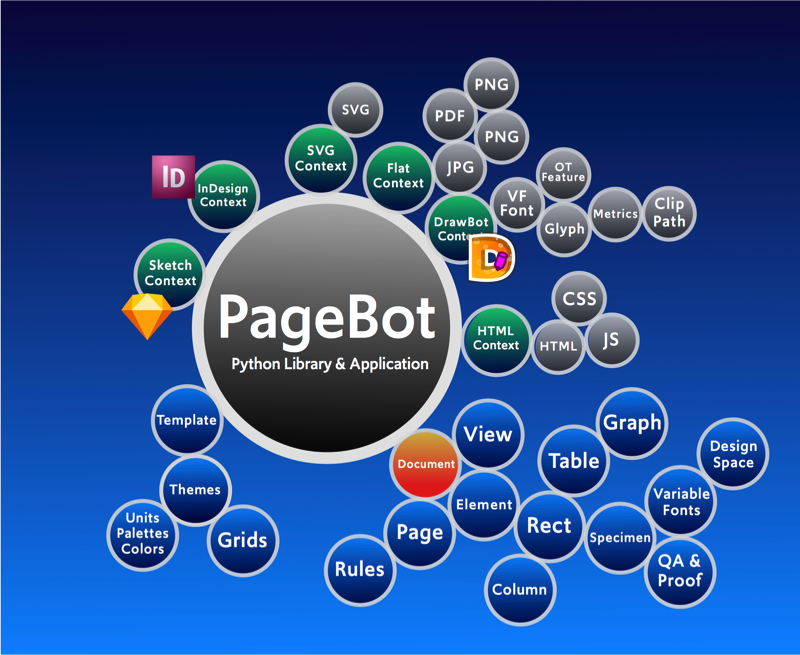 PNG
SVG
PDF
PNG
SVG
Context
Flat
Context
JPG
OT
Feature
ID
InDesign
Context
VF
Font
Clip
Path
Metrics
DrawBot
Glyph
D
Sketch
Context
CSS
PageBot
Python Library & Application
HTML
Context
HTML
JS
Template
View
Graph
Document
Table
Design
Space
Themes
Element
Variable
Fonts
Units
Palettes
Colors
Grids
Page
Rect
Specimen
Rules
QA &
Proof
Column